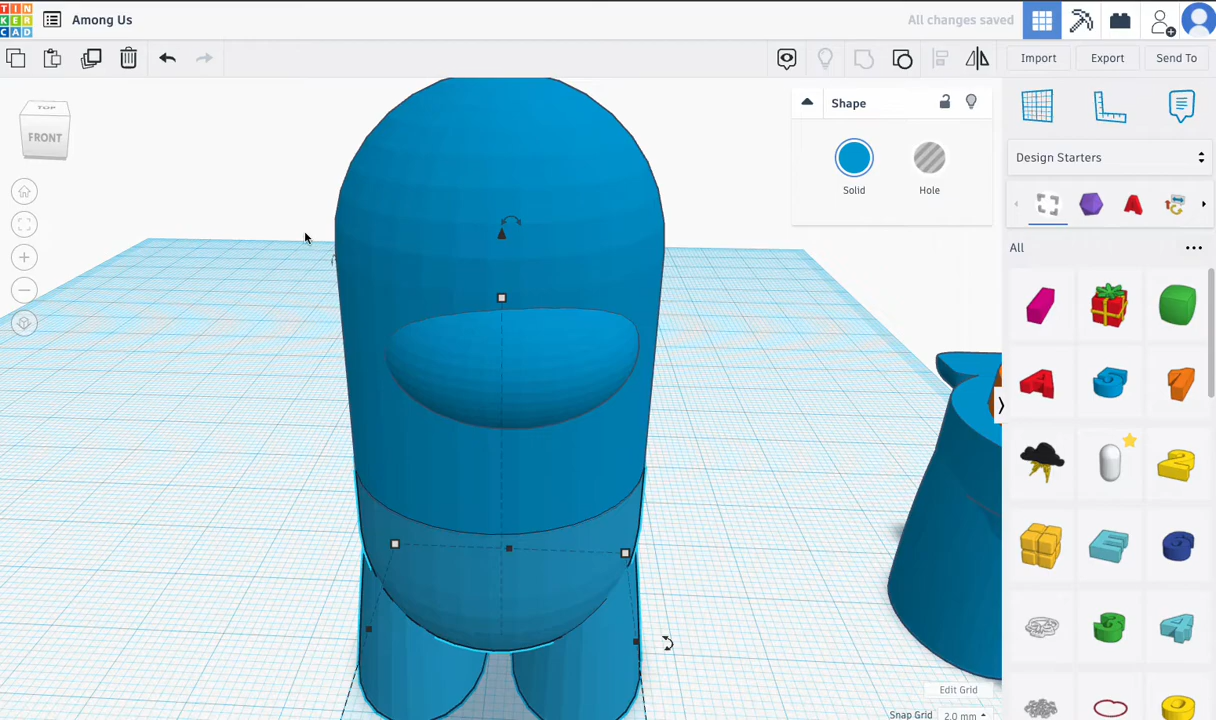 TIN
KER
CAD
Among Us
All changes saved
Import
Export
Send To
TOP
FRONT
Shape
Solid
Hole
Design Starters
All
Edit Grid
Snap Grid
2.0 mm